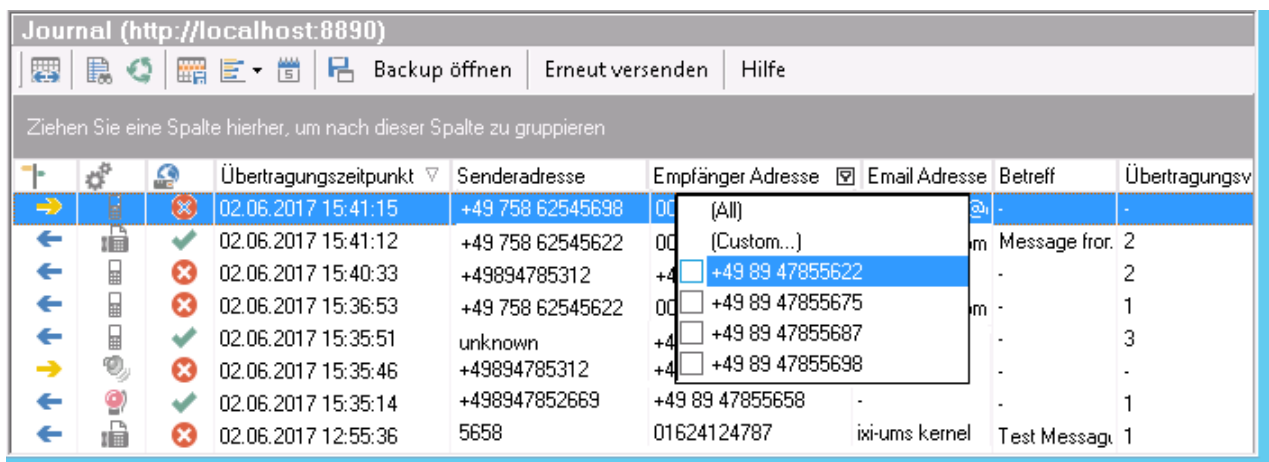 Journal (http://localhost:8890)
5 Backup öffnen Erneut versenden Hilfe
Ziehen Sie eine Spalte hierher, um nach dieser Spalte zu gruppieren
Übertragungszeitpunkt Senderadresse Empfänger Adresse Email Adresse Betreff Übertragungsv
02.06.2017 15:41:15 +49 758 62545698 00 (All) @ - -
02.06.2017 15:41:12 +49 758 62545622 00 (Custom...) om Message fror. 2
02.06.2017 15:40:33 +49894785312 +4 +49 89 47855622 - 2
02.06.2017 15:36:53 +49 758 62545622 00 +49 89 47855675 om - 1
02.06.2017 15:35:51 unknown +4 +49 89 47855687 - 3
02.06.2017 15:35:46 +49894785312 +4 +49 89 47855698 - -
02.06.2017 15:35:14 +498947852669 +49 89 47855658 - - 1
02.06.2017 12:55:36 5658 01624124787 ixi-ums kernel Test Messagu 1